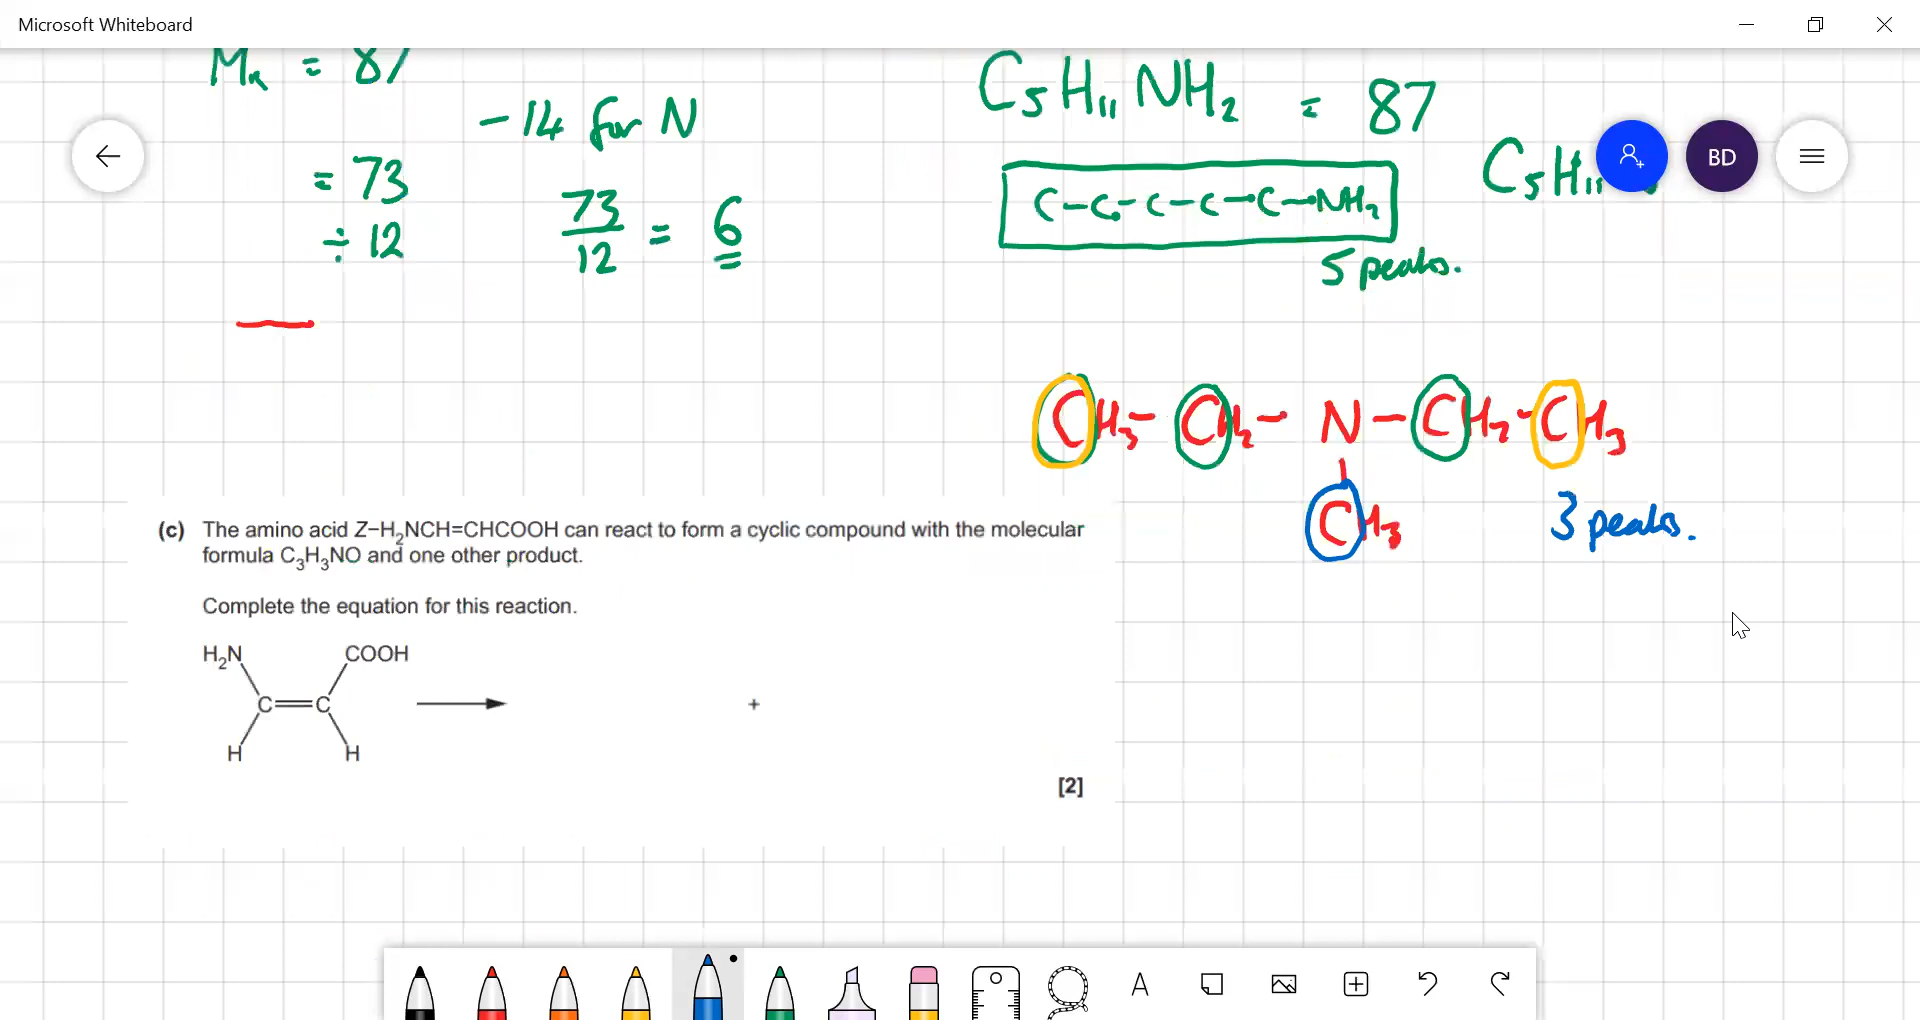 Microsoft Whiteboard
Mr = 87
-14 for N
= 73
÷ 12
73/12 = 6
C5H11NH2 = 87
C5H11
C-C-C-C-C-NH2
5 peaks.
BD
CH3-CH2-N-CH2-CH3
CH3
3 peaks.
(c) The amino acid Z–H2NCH=CHCOOH can react to form a cyclic compound with the molecular
formula C3H3NO and one other product.
Complete the equation for this reaction.
H2N COOH
C=C +
H H
[2]
A